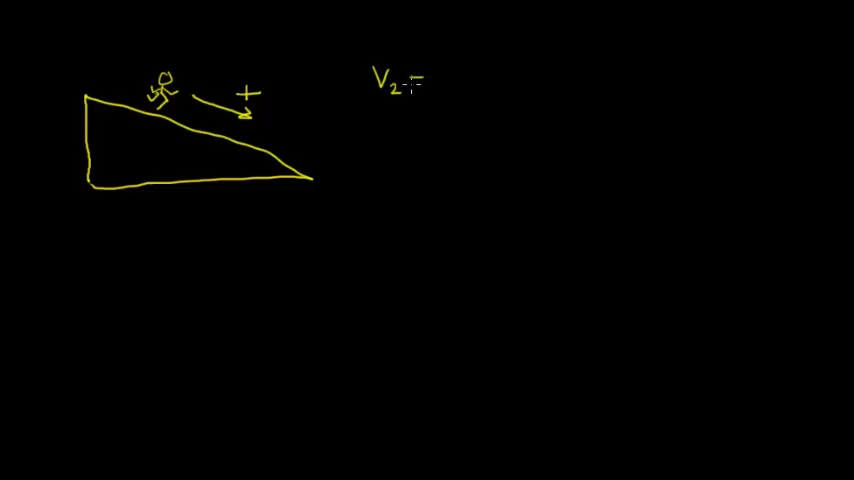 +
V₂ =